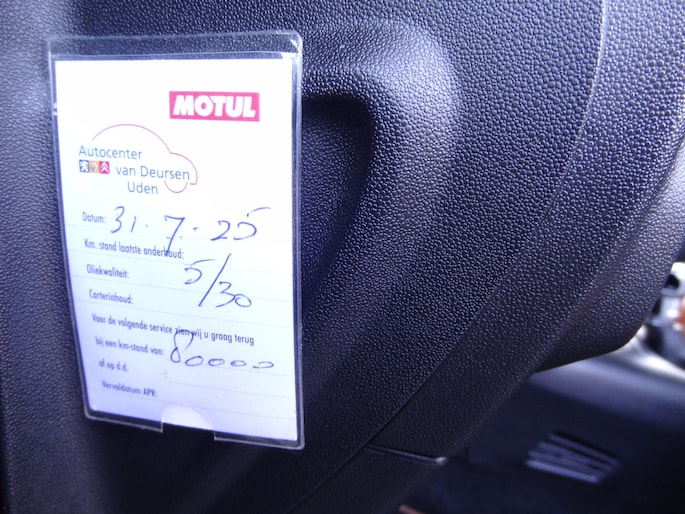 MOTUL
Autocenter
van Deursen
Uden
Datum: 31-7-25
Km. stand laatste onderhoud:
Oliekwaliteit: 5/30
Carterinhoud:
Voor de volgende service zien wij u graag terug
bij een km-stand van: 80000
of op d.d. :
Vervaldatum APK: